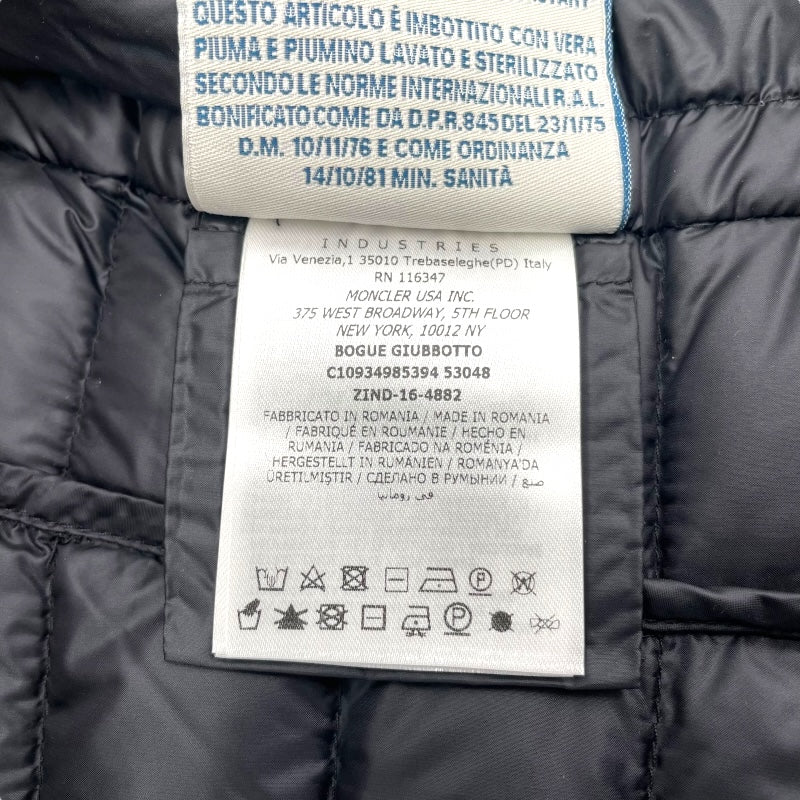 QUESTO ARTICOLO È IMBOTTITO CON VERA
PIUMA E PIUMINO LAVATO E STERILIZZATO
SECONDO LE NORME INTERNAZIONALI R.A.L.
BONIFICATO COME DA D.P.R. 845 DEL 23/1/75
D.M. 10/11/76 E COME ORDINANZA
14/10/81 MIN. SANITÀ
INDUSTRIES
Via Venezia,1 35010 Trebaseleghe(PD) Italy
RN 116347
MONCLER USA INC.
375 WEST BROADWAY, 5TH FLOOR
NEW YORK, 10012 NY
BOGUE GIUBBOTTO
C10934985394 53048
ZIND-16-4882
FABBRICATO IN ROMANIA / MADE IN ROMANIA
/ FABRIQUÉ EN ROUMANIE / HECHO EN
RUMANIA / FABRICADO NA ROMÊNIA /
HERGESTELLT IN RUMÄNIEN / ROMANYA'DA
ÜRETILMIŞTIR / СДЕЛАНО В РУМЫНИИ / صنع
في رومانيا
P
P